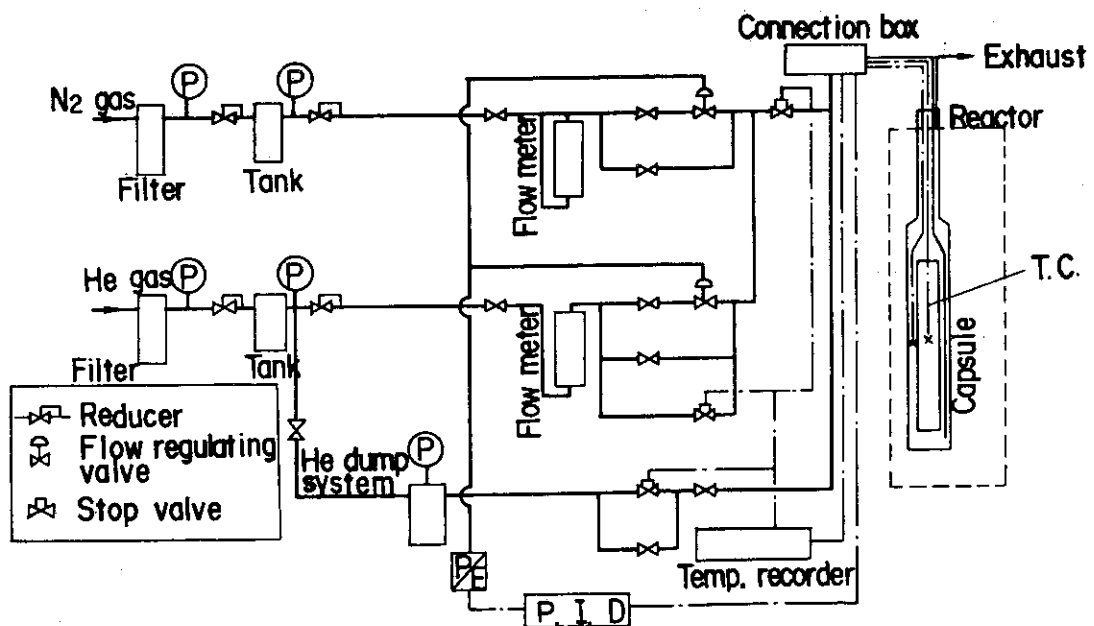 Connection box
Exhaust
P
P
N2 gas
Reactor
Filter
Tank
Flow meter
P
P
He gas
T.C.
Filter
Tank
Flow meter
Capsule
Reducer
Flow regulating
valve
Stop valve
P
He dump
system
Temp. recorder
P/E
P. I. D